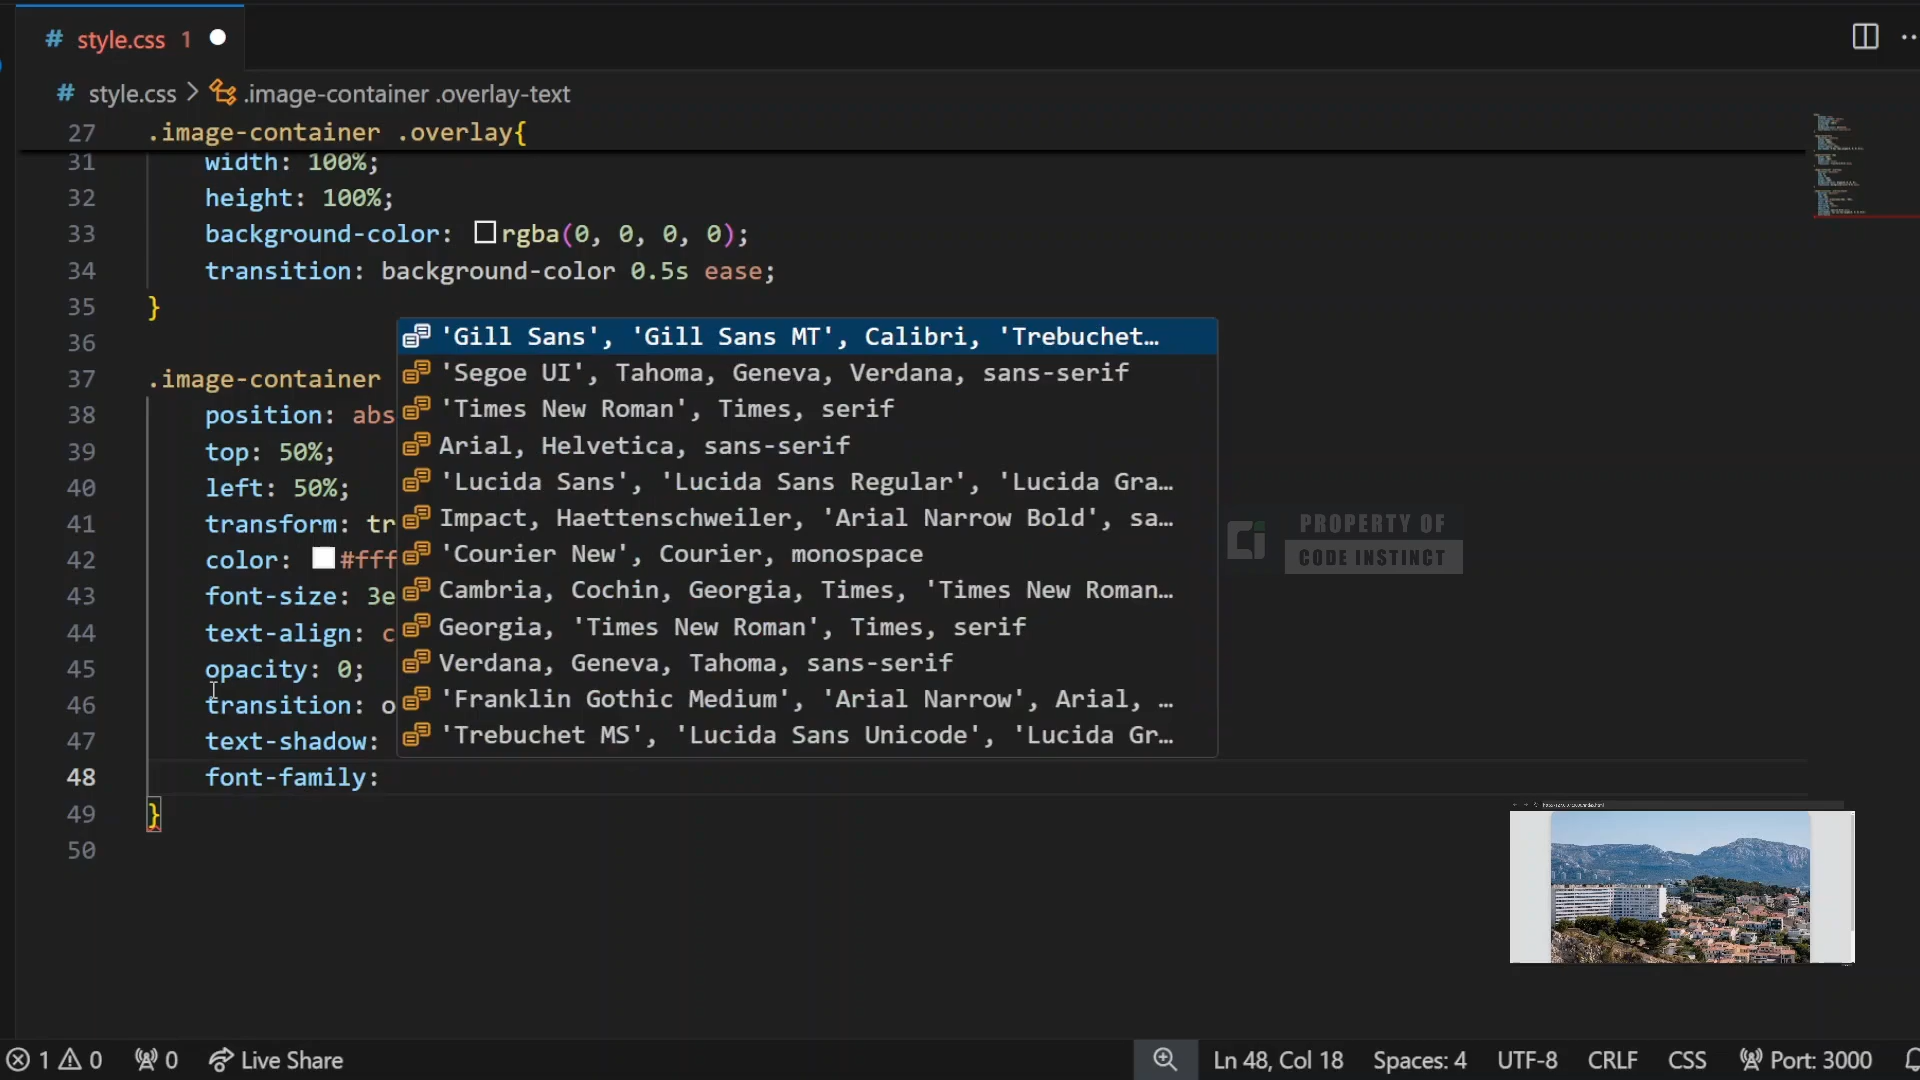 # style.css 1
# style.css > .image-container .overlay-text
27 .image-container .overlay{
31 width: 100%;
32 height: 100%;
33 background-color: rgba(0, 0, 0, 0);
34 transition: background-color 0.5s ease;
35 }
36
37 .image-container
38 position: abs
39 top: 50%;
40 left: 50%;
41 transform: tr
42 color: #fff
43 font-size: 3e
44 text-align: c
45 opacity: 0;
46 transition: o
47 text-shadow:
48 font-family:
49 }
50
'Gill Sans', 'Gill Sans MT', Calibri, 'Trebuchet…
'Segoe UI', Tahoma, Geneva, Verdana, sans-serif
'Times New Roman', Times, serif
Arial, Helvetica, sans-serif
'Lucida Sans', 'Lucida Sans Regular', 'Lucida Gra…
Impact, Haettenschweiler, 'Arial Narrow Bold', sa…
'Courier New', Courier, monospace
Cambria, Cochin, Georgia, Times, 'Times New Roman…
Georgia, 'Times New Roman', Times, serif
Verdana, Geneva, Tahoma, sans-serif
'Franklin Gothic Medium', 'Arial Narrow', Arial, …
'Trebuchet MS', 'Lucida Sans Unicode', 'Lucida Gr…
PROPERTY OF
CODE INSTINCT
1 0 0 Live Share Ln 48, Col 18 Spaces: 4 UTF-8 CRLF CSS Port: 3000